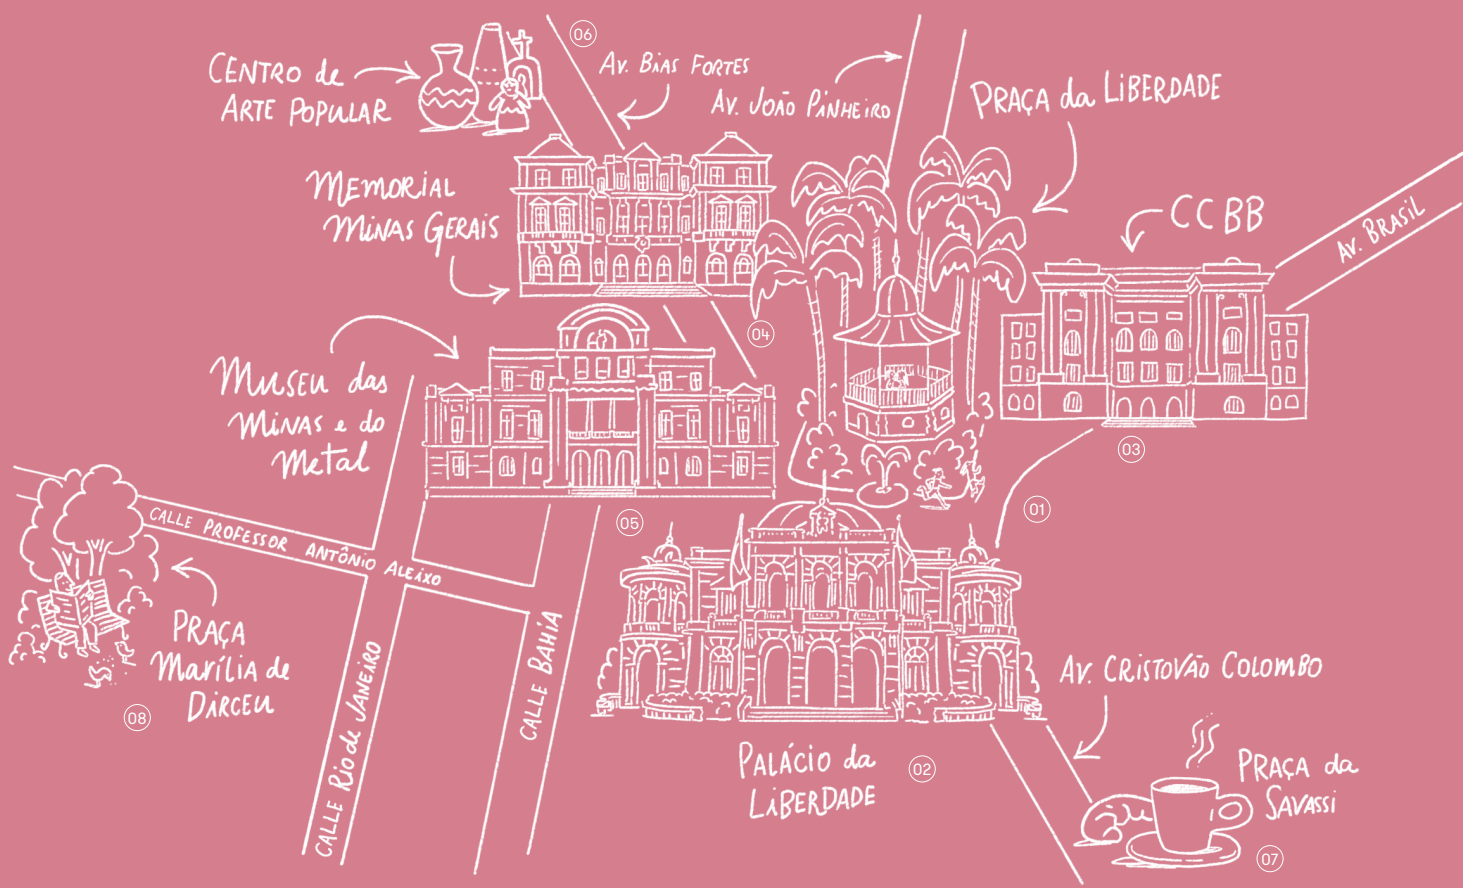 06
CENTRO de
ARTE POPULAR
AV. BIAS FORTES
AV. JOÃO PINHEIRO
PRAÇA da LIBERDADE
MEMORIAL
MINAS GERAIS
CCBB
AV. BRASIL
04
MUSEU das
MINAS e do
Metal
03
01
05
CALLE PROFESSOR ANTÔNIO ALEIXO
PRAÇA
Marília de
DIRCEU
08
CALLE Rio de JANEIRO
CALLE BAHÍA
PALÁCIO da
LIBERDADE
02
AV. CRISTOVÃO COLOMBO
PRAÇA da
SAVASSI
07